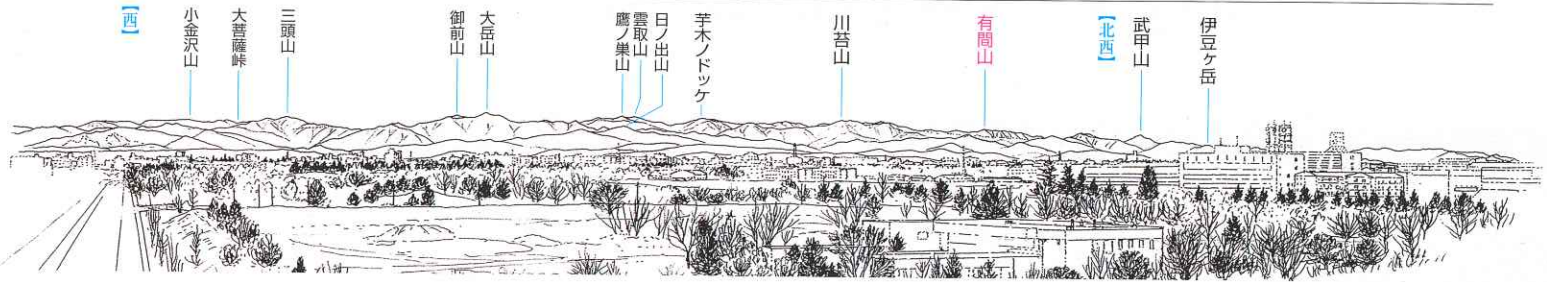 【西】
小金沢山
大菩薩峠
三頭山
御前山
大岳山
鷹ノ巣山
雲取山
日ノ出山
芋木ノドッケ
川苔山
有間山
【北西】
武甲山
伊豆ヶ岳